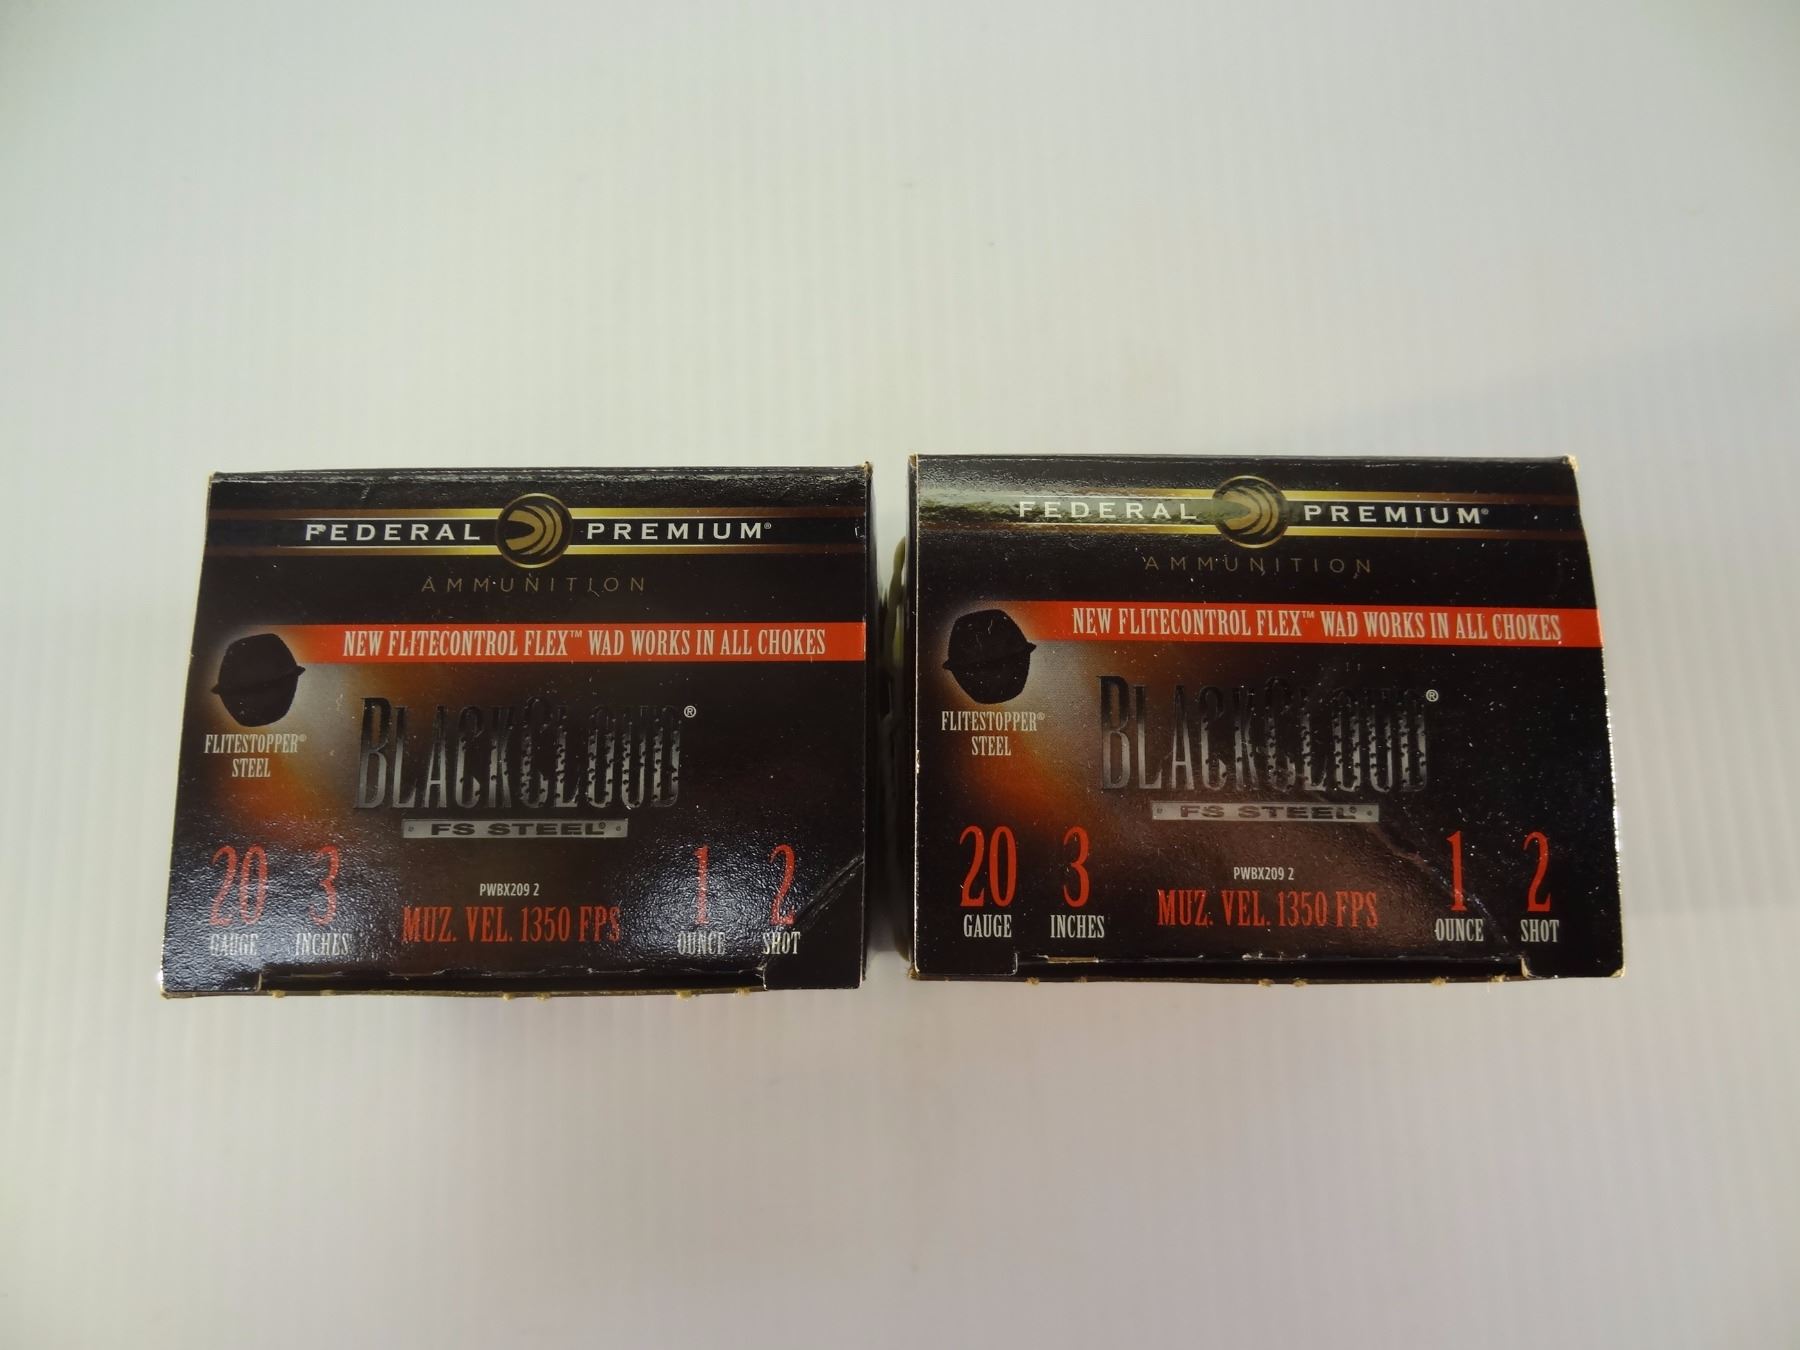 FEDERAL PREMIUM®
AMMUNITION
NEW FLITECONTROL FLEX™ WAD WORKS IN ALL CHOKES
FLITESTOPPER®
STEEL
BLACKCLOUD®
FS STEEL®
20 3 1 2
PWBX209 2
MUZ. VEL. 1350 FPS
GAUGE INCHES OUNCE SHOT
FEDERAL PREMIUM®
AMMUNITION
NEW FLITECONTROL FLEX™ WAD WORKS IN ALL CHOKES
FLITESTOPPER®
STEEL
BLACKCLOUD®
FS STEEL®
20 3 1 2
PWBX209 2
MUZ. VEL. 1350 FPS
GAUGE INCHES OUNCE SHOT